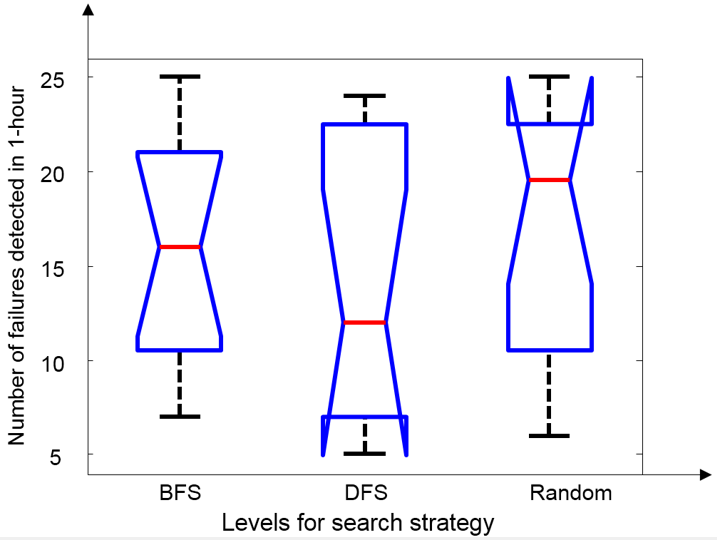 Number of failures detected in 1-hour
25
20
15
10
5
BFS DFS Random
Levels for search strategy